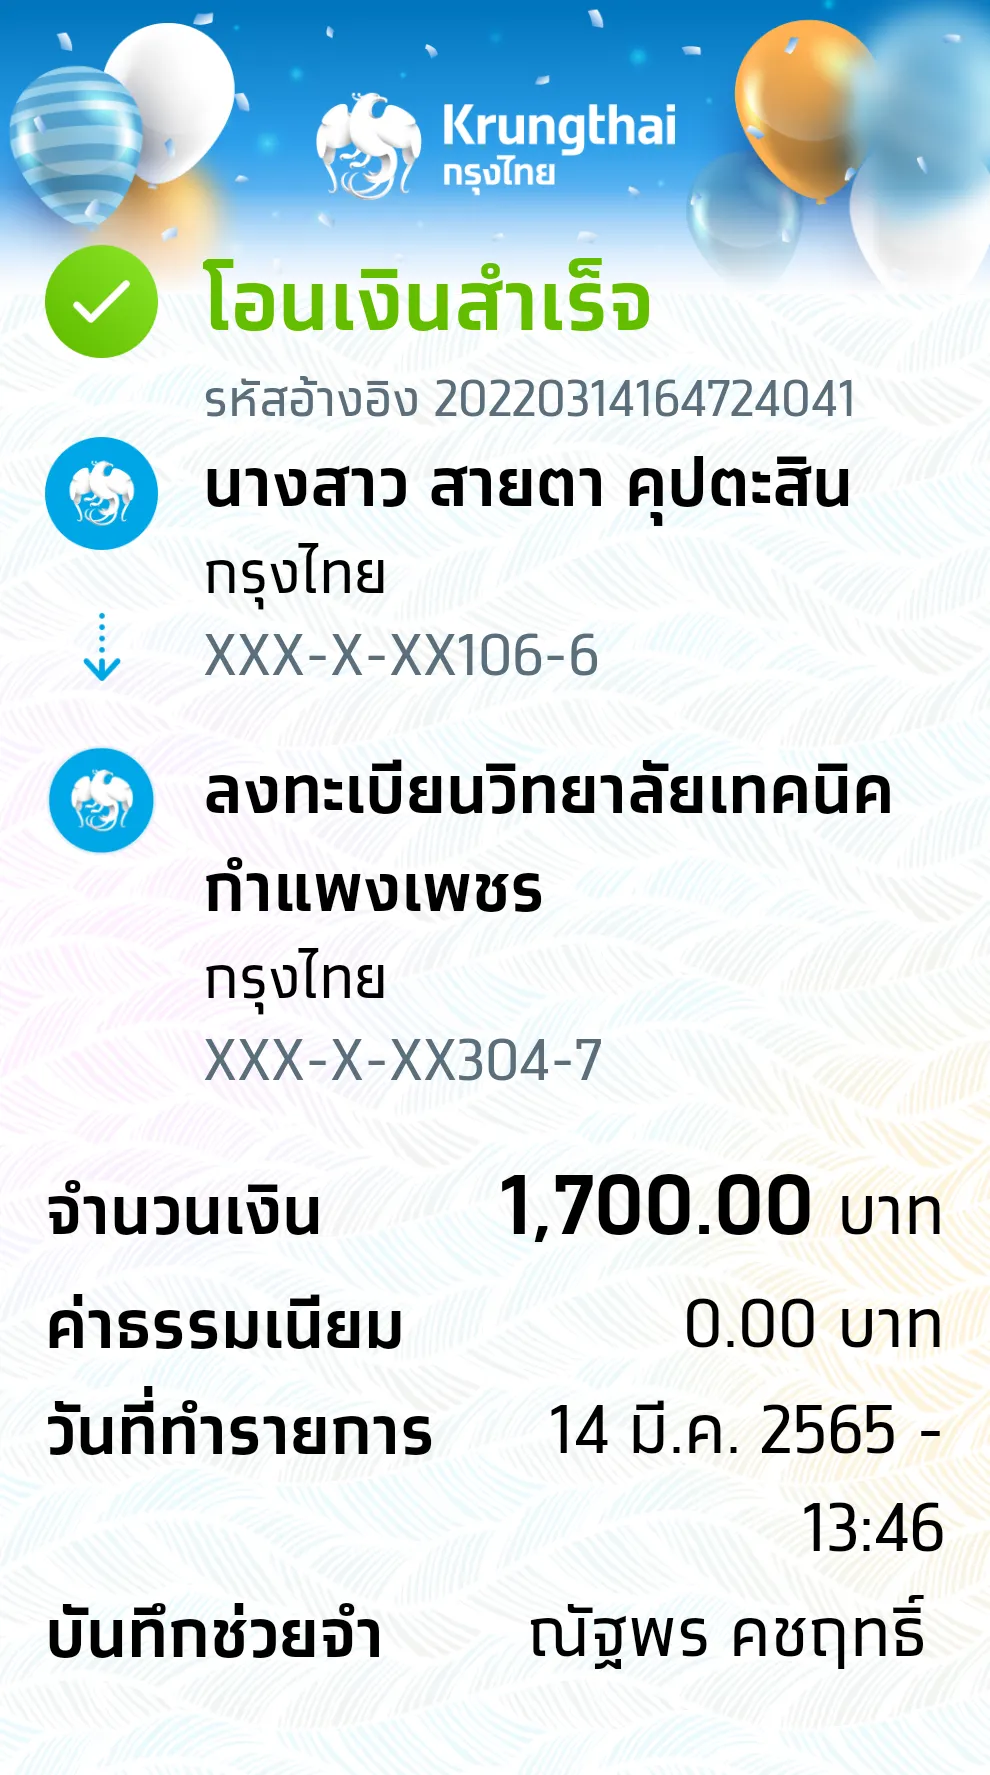 Krungthai
กรุงไทย
โอนเงินสำเร็จ
รหัสอ้างอิง 20220314164724041
นางสาว สายตา คุปตะสิน
กรุงไทย
XXX-X-XX106-6
ลงทะเบียนวิทยาลัยเทคนิค
กำแพงเพชร
กรุงไทย
XXX-X-XX304-7
จำนวนเงิน 1,700.00 บาท
ค่าธรรมเนียม 0.00 บาท
วันที่ทำรายการ 14 มี.ค. 2565 -
13:46
บันทึกช่วยจำ ณัฐพร คชฤทธิ์